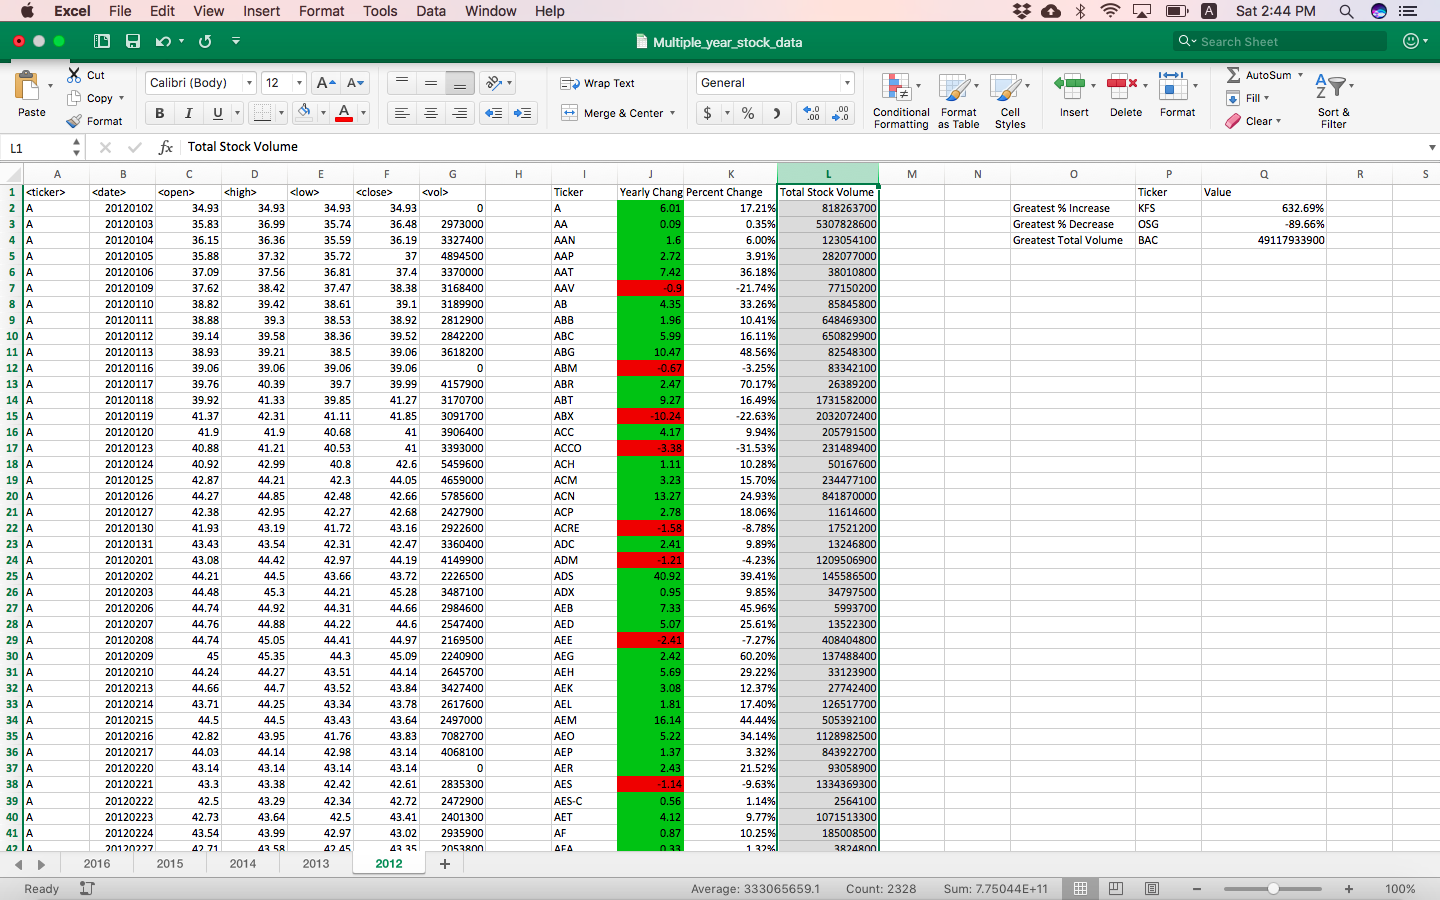 Excel File Edit View Insert Format Tools Data Window Help A Sat 2:44 PM
Multiple_year_stock_data Search Sheet
Cut Calibri (Body) 12 A A Wrap Text General AutoSum
Copy Fill
Paste Format B I U A Merge & Center $ % Conditional Formatting Format as Table Cell Styles Insert Delete Format Clear Sort & Filter
L1 fx Total Stock Volume
A B C D E F G H I J K L M N O P Q R S
1 <ticker> <date> <open> <high> <low> <close> <vol> Ticker Yearly Chang Percent Change Total Stock Volume Ticker Value
2 A 20120102 34.93 34.93 34.93 34.93 0 A 6.01 17.21% 818263700 Greatest % Increase KFS 632.69%
3 A 20120103 35.83 36.99 35.74 36.48 2973000 AA 0.09 0.35% 5307828600 Greatest % Decrease OSG -89.66%
4 A 20120104 36.15 36.36 35.59 36.19 3327400 AAN 1.6 6.00% 123054100 Greatest Total Volume BAC 49117933900
5 A 20120105 35.88 37.32 35.72 37 4894500 AAP 2.72 3.91% 282077000
6 A 20120106 37.09 37.56 36.81 37.4 3370000 AAT 7.42 36.18% 38010800
7 A 20120109 37.62 38.42 37.47 38.38 3168400 AAV -0.9 -21.74% 77150200
8 A 20120110 38.82 39.42 38.61 39.1 3189900 AB 4.35 33.26% 85845800
9 A 20120111 38.88 39.3 38.53 38.92 2812900 ABB 1.96 10.41% 648469300
10 A 20120112 39.14 39.58 38.36 39.52 2842200 ABC 5.99 16.11% 650829900
11 A 20120113 38.93 39.21 38.5 39.06 3618200 ABG 10.47 48.56% 82548300
12 A 20120116 39.06 39.06 39.06 39.06 0 ABM -0.67 -3.25% 83342100
13 A 20120117 39.76 40.39 39.7 39.99 4157900 ABR 2.47 70.17% 26389200
14 A 20120118 39.92 41.33 39.85 41.27 3170700 ABT 9.27 16.49% 1731582000
15 A 20120119 41.37 42.31 41.11 41.85 3091700 ABX -10.24 -22.63% 2032072400
16 A 20120120 41.9 41.9 40.68 41 3906400 ACC 4.17 9.94% 205791500
17 A 20120123 40.88 41.21 40.53 41 3393000 ACCO -3.38 -31.53% 231489400
18 A 20120124 40.92 42.99 40.8 42.6 5459600 ACH 1.11 10.28% 50167600
19 A 20120125 42.87 44.21 42.3 44.05 4659000 ACM 3.23 15.70% 234477100
20 A 20120126 44.27 44.85 42.48 42.66 5785600 ACN 13.27 24.93% 841870000
21 A 20120127 42.38 42.95 42.27 42.68 2427900 ACP 2.78 18.06% 11614600
22 A 20120130 41.93 43.19 41.72 43.16 2922600 ACRE -1.58 -8.78% 17521200
23 A 20120131 43.43 43.54 42.31 42.47 3360400 ADC 2.41 9.89% 13246800
24 A 20120201 43.08 44.42 42.97 44.19 4149900 ADM -1.21 -4.23% 1209506900
25 A 20120202 44.21 44.5 43.66 43.72 2226500 ADS 40.92 39.41% 145586500
26 A 20120203 44.48 45.3 44.21 45.28 3487100 ADX 0.95 9.85% 34797500
27 A 20120206 44.74 44.92 44.31 44.66 2984600 AEB 7.33 45.96% 5993700
28 A 20120207 44.76 44.88 44.22 44.6 2547400 AED 5.07 25.61% 13522300
29 A 20120208 44.74 45.05 44.41 44.97 2169500 AEE -2.41 -7.27% 408404800
30 A 20120209 45 45.35 44.3 45.09 2240900 AEG 2.42 60.20% 137488400
31 A 20120210 44.24 44.27 43.51 44.14 2645700 AEH 5.69 29.22% 33123900
32 A 20120213 44.66 44.7 43.52 43.84 3427400 AEK 3.08 12.37% 27742400
33 A 20120214 43.71 44.25 43.34 43.78 2617600 AEL 1.81 17.40% 126517700
34 A 20120215 44.5 44.5 43.43 43.64 2497000 AEM 16.14 44.44% 505392100
35 A 20120216 42.82 43.95 41.76 43.83 7082700 AEO 5.22 34.14% 1128982500
36 A 20120217 44.03 44.14 42.98 43.14 4068100 AEP 1.37 3.32% 843922700
37 A 20120220 43.14 43.14 43.14 43.14 0 AER 2.43 21.52% 93058900
38 A 20120221 43.3 43.38 42.42 42.61 2835300 AES -1.14 -9.63% 1334369300
39 A 20120222 42.5 43.29 42.34 42.72 2472900 AES-C 0.56 1.14% 2564100
40 A 20120223 42.73 43.64 42.5 43.41 2401300 AET 4.12 9.77% 1071513300
41 A 20120224 43.54 43.99 42.97 43.02 2935900 AF 0.87 10.25% 185008500
42 A 20120227 42.71 43.58 42.45 43.35 2053800 AFA 0.33 1.32% 3824800
2016 2015 2014 2013 2012 +
Ready Average: 333065659.1 Count: 2328 Sum: 7.75044E+11 − + 100%